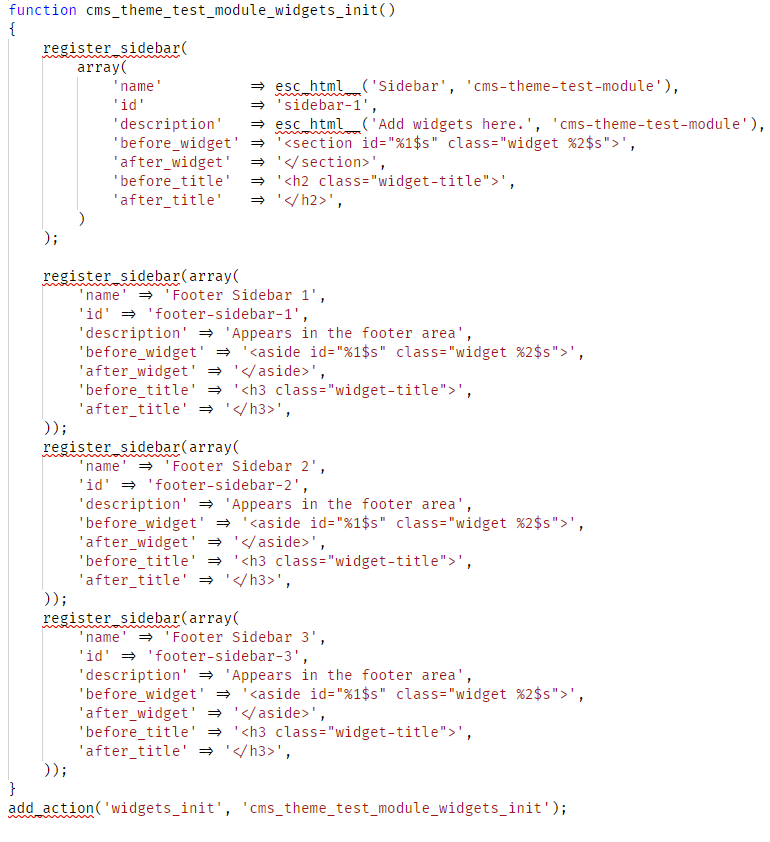 function cms_theme_test_module_widgets_init()
{
    register_sidebar(
        array(
            'name'          => esc_html__('Sidebar', 'cms-theme-test-module'),
            'id'            => 'sidebar-1',
            'description'   => esc_html__('Add widgets here.', 'cms-theme-test-module'),
            'before_widget' => '<section id="%1$s" class="widget %2$s">',
            'after_widget'  => '</section>',
            'before_title'  => '<h2 class="widget-title">',
            'after_title'   => '</h2>',
        )
    );

    register_sidebar(array(
        'name' => 'Footer Sidebar 1',
        'id' => 'footer-sidebar-1',
        'description' => 'Appears in the footer area',
        'before_widget' => '<aside id="%1$s" class="widget %2$s">',
        'after_widget' => '</aside>',
        'before_title' => '<h3 class="widget-title">',
        'after_title' => '</h3>',
    ));
    register_sidebar(array(
        'name' => 'Footer Sidebar 2',
        'id' => 'footer-sidebar-2',
        'description' => 'Appears in the footer area',
        'before_widget' => '<aside id="%1$s" class="widget %2$s">',
        'after_widget' => '</aside>',
        'before_title' => '<h3 class="widget-title">',
        'after_title' => '</h3>',
    ));
    register_sidebar(array(
        'name' => 'Footer Sidebar 3',
        'id' => 'footer-sidebar-3',
        'description' => 'Appears in the footer area',
        'before_widget' => '<aside id="%1$s" class="widget %2$s">',
        'after_widget' => '</aside>',
        'before_title' => '<h3 class="widget-title">',
        'after_title' => '</h3>',
    ));
}
add_action('widgets_init', 'cms_theme_test_module_widgets_init');